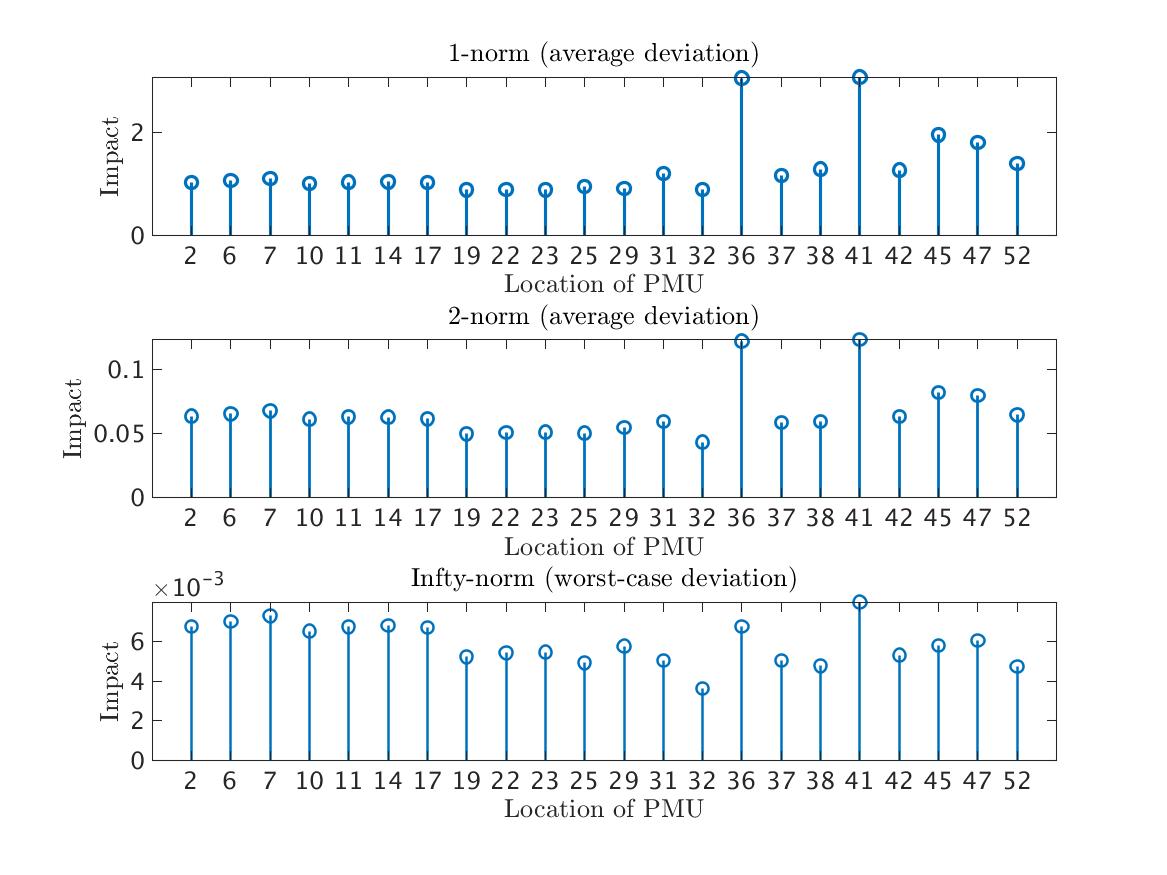 1-norm (average deviation)
Impact
2
0
2 6 7 10 11 14 17 19 22 23 25 29 31 32 36 37 38 41 42 45 47 52
Location of PMU
2-norm (average deviation)
Impact
0.1
0.05
0
2 6 7 10 11 14 17 19 22 23 25 29 31 32 36 37 38 41 42 45 47 52
Location of PMU
Infty-norm (worst-case deviation)
×10⁻³
Impact
6
4
2
0
2 6 7 10 11 14 17 19 22 23 25 29 31 32 36 37 38 41 42 45 47 52
Location of PMU